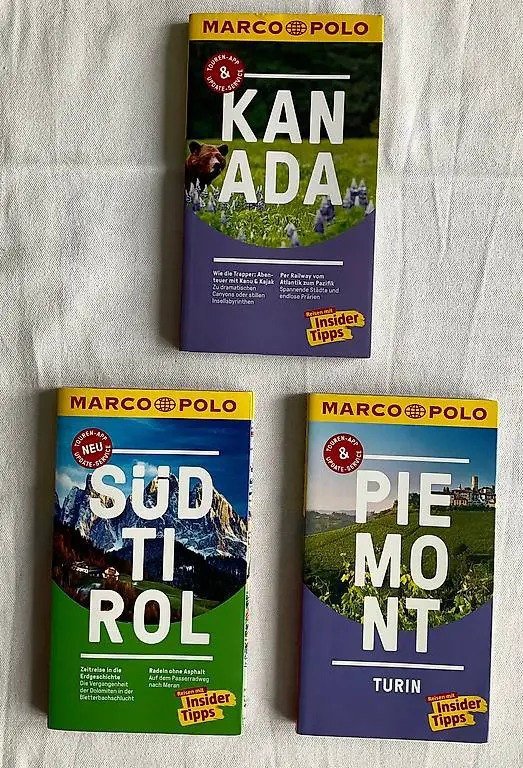 MARCO POLO
TOUREN-APP
&
UPDATE-SERVICE
KAN
ADA
Wie die Trapper: Aben-
teuer mit Kanu & Kajak
Zu dramatischen
Canyons oder stillen
Insellabyrinthen
Per Railway vom
Atlantik zum Pazifik
Spannende Städte und
endlose Prärien
Reisen mit
Insider
Tipps
MARCO POLO
TOUREN-APP
NEU
UPDATE-SERVICE
SÜD
TI
ROL
Zeitreise in die
Erdgeschichte
Die Vergangenheit
der Dolomiten in der
Bletterbachschlucht
Radeln ohne Asphalt
Auf dem Passerradweg
nach Meran
Reisen mit
Insider
Tipps
MARCO POLO
TOUREN-APP
&
UPDATE-SERVICE
PIE
MO
NT
TURIN
Reisen mit
Insider
Tipps